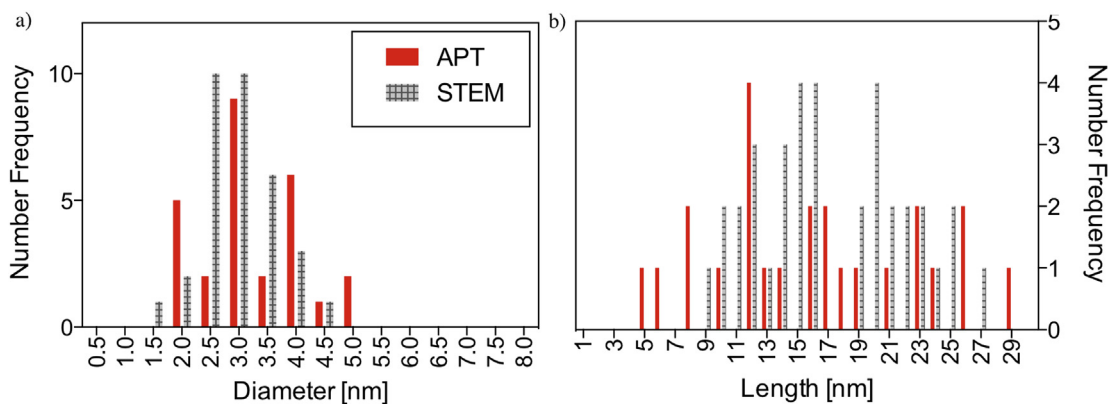 a)
Number Frequency
10
5
0
APT
STEM
0.5 1.0 1.5 2.0 2.5 3.0 3.5 4.0 4.5 5.0 5.5 6.0 6.5 7.0 7.5 8.0
Diameter [nm]
b)
5
4
3
2
1
0
Number Frequency
1 3 5 7 9 11 13 15 17 19 21 23 25 27 29
Length [nm]